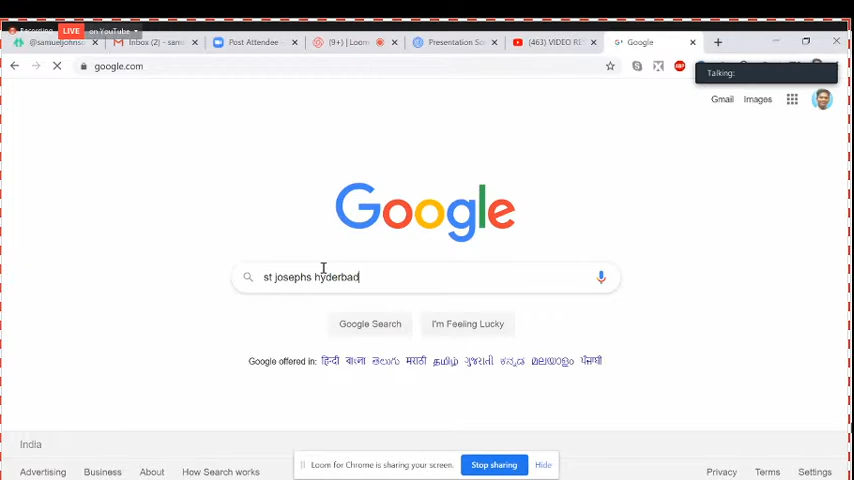 Recording LIVE on YouTube
@samueljohns Inbox (2) - sam Post Attendee (9+) | Loom Presentation Sc (463) VIDEO RE G+ Google
google.com
Talking:
Gmail Images
Google
st josephs hyderbad
Google Search I'm Feeling Lucky
Google offered in: हिन्दी বাংলা తెలుగు मराठी தமிழ் ગુજરાતી ಕನ್ನಡ മലയാളം ਪੰਜਾਬੀ
India
Loom for Chrome is sharing your screen. Stop sharing Hide
Advertising Business About How Search works Privacy Terms Settings